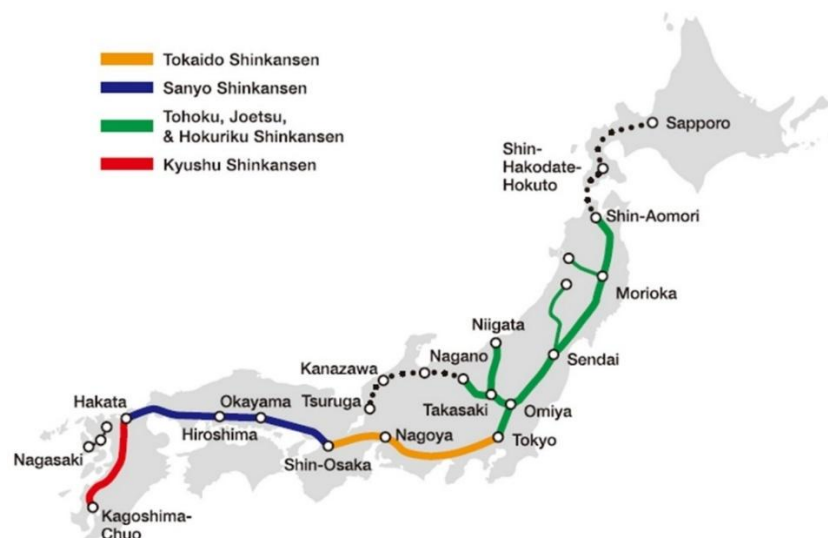 Tokaido Shinkansen
Sanyo Shinkansen
Tohoku, Joetsu,
& Hokuriku Shinkansen
Kyushu Shinkansen
Sapporo
Shin-
Hakodate-
Hokuto
Shin-Aomori
Morioka
Niigata
Sendai
Kanazawa
Nagano
Tsuruga
Takasaki
Omiya
Hakata
Okayama
Hiroshima
Nagoya
Tokyo
Nagasaki
Shin-Osaka
Kagoshima-
Chuo